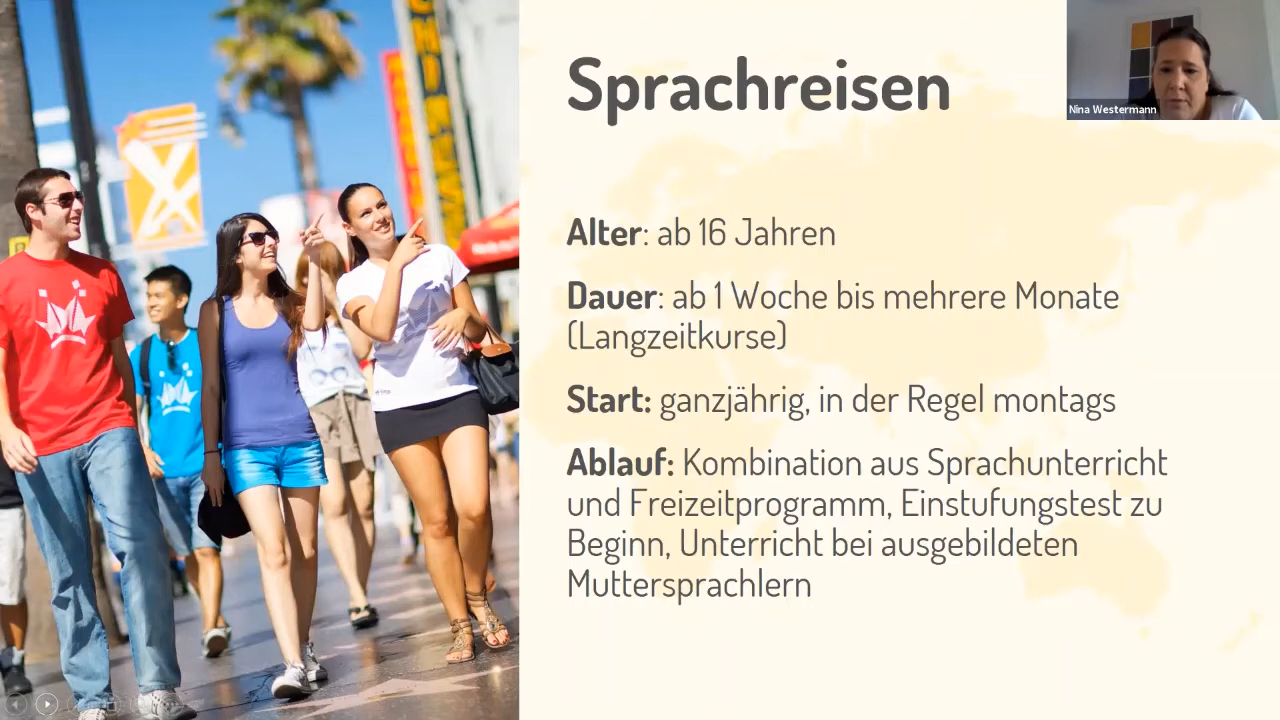 Sprachreisen
Nina Westermann
Alter: ab 16 Jahren
Dauer: ab 1 Woche bis mehrere Monate
(Langzeitkurse)
Start: ganzjährig, in der Regel montags
Ablauf: Kombination aus Sprachunterricht
und Freizeitprogramm, Einstufungstest zu
Beginn, Unterricht bei ausgebildeten
Muttersprachlern